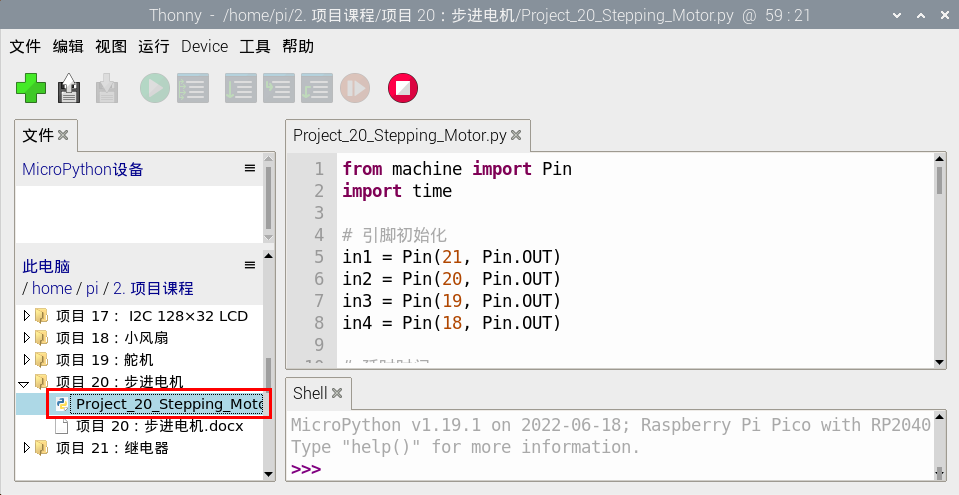 Thonny - /home/pi/2. 项目课程/项目 20：步进电机/Project_20_Stepping_Motor.py @ 59 : 21
文件 编辑 视图 运行 Device 工具 帮助
文件
MicroPython设备
此电脑
/ home / pi / 2. 项目课程
项目 17： I2C 128×32 LCD
项目 18：小风扇
项目 19：舵机
项目 20：步进电机
Project_20_Stepping_Moto
项目 20：步进电机.docx
项目 21：继电器
Project_20_Stepping_Motor.py
1 from machine import Pin
2 import time
3
4 # 引脚初始化
5 in1 = Pin(21, Pin.OUT)
6 in2 = Pin(20, Pin.OUT)
7 in3 = Pin(19, Pin.OUT)
8 in4 = Pin(18, Pin.OUT)
9
Shell
MicroPython v1.19.1 on 2022-06-18; Raspberry Pi Pico with RP2040
Type "help()" for more information.
>>>